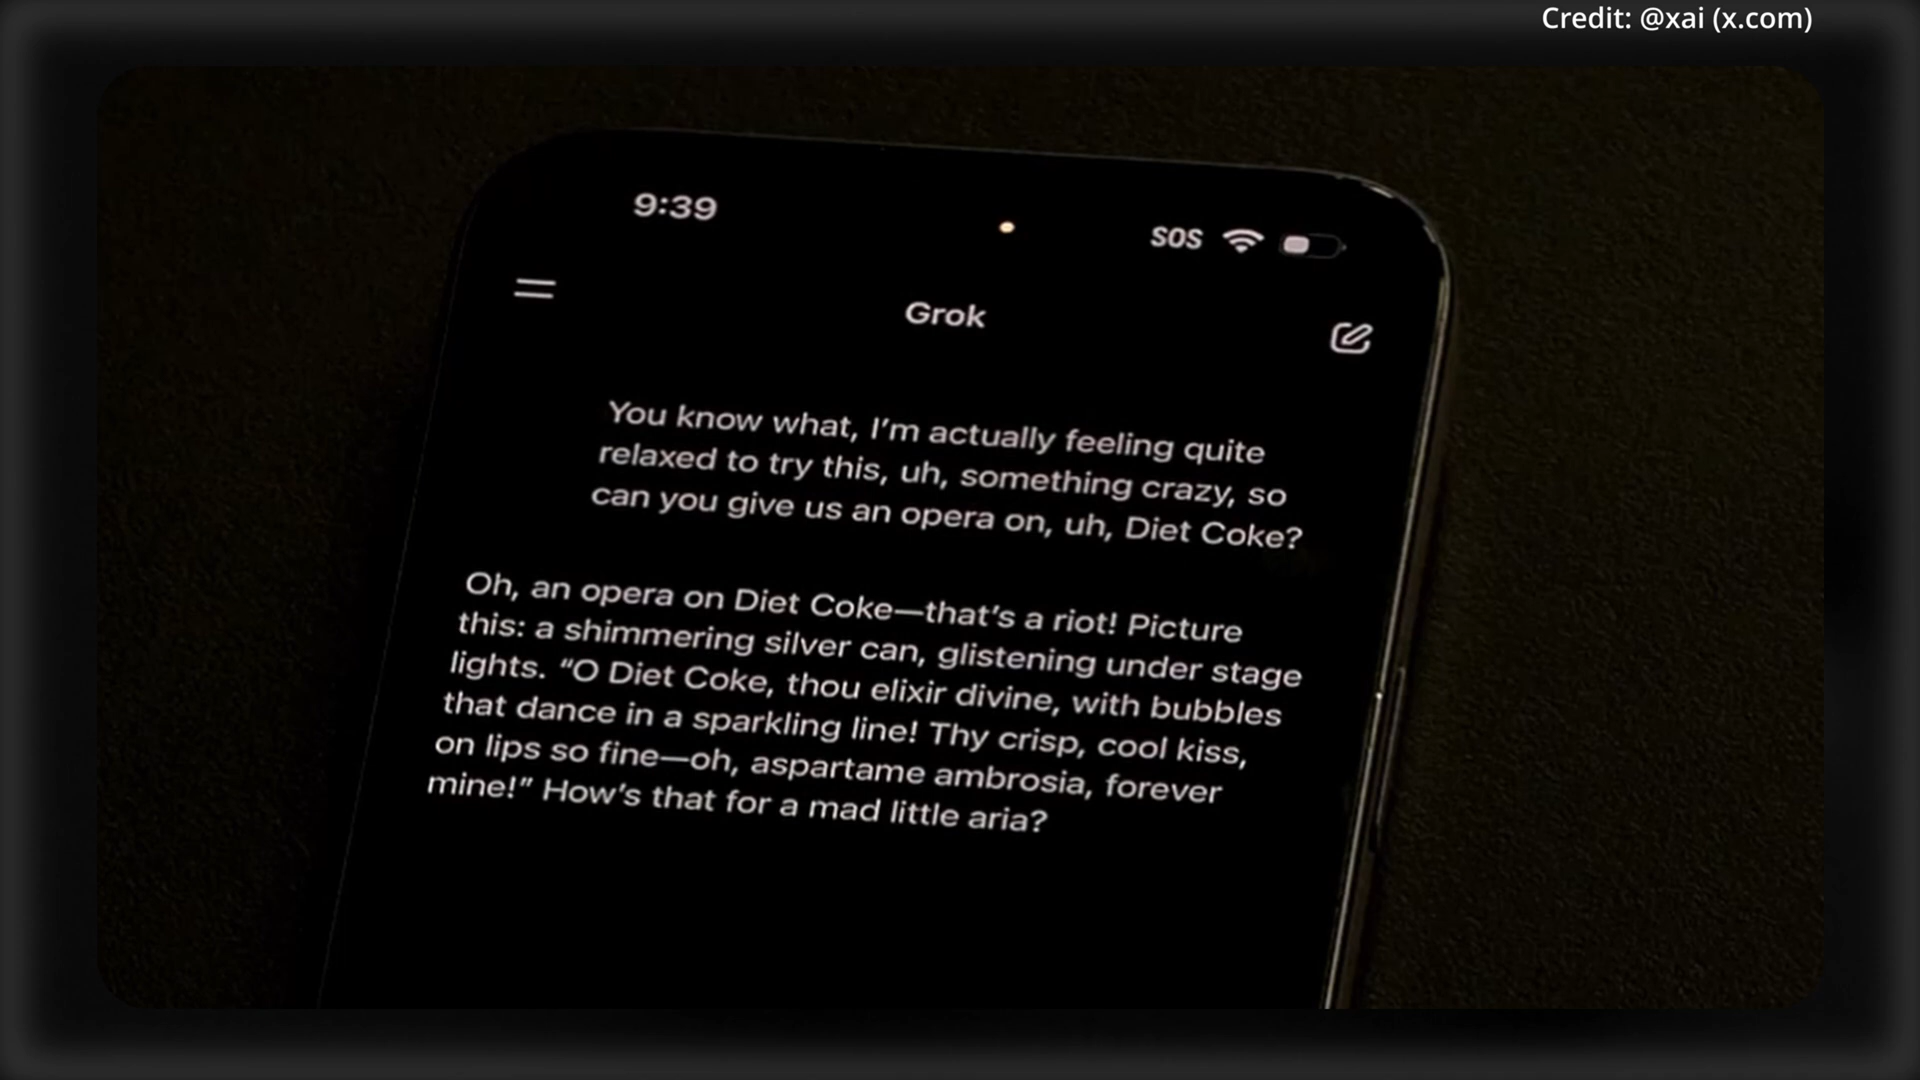 Credit: @xai (x.com)
9:39
SOS
Grok
You know what, I'm actually feeling quite
relaxed to try this, uh, something crazy, so
can you give us an opera on, uh, Diet Coke?
Oh, an opera on Diet Coke—that's a riot! Picture
this: a shimmering silver can, glistening under stage
lights. “O Diet Coke, thou elixir divine, with bubbles
that dance in a sparkling line! Thy crisp, cool kiss,
on lips so fine—oh, aspartame ambrosia, forever
mine!” How's that for a mad little aria?